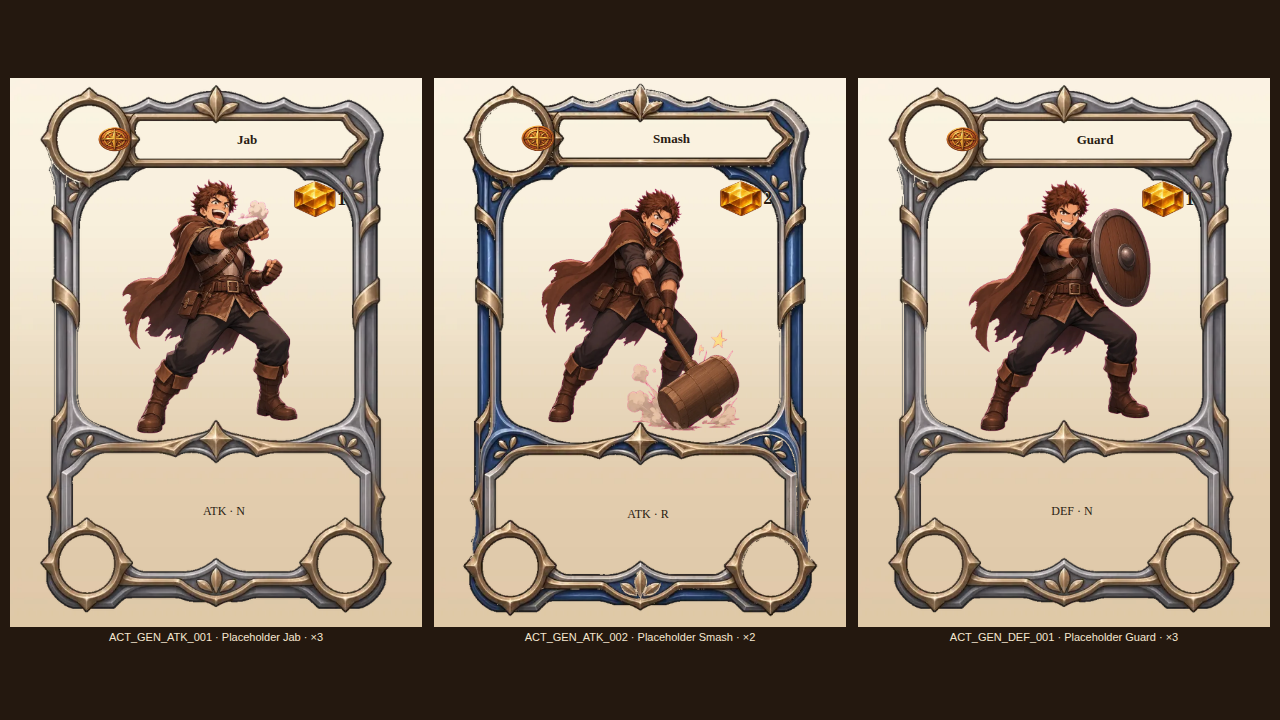 Jab
1
ATK · N
ACT_GEN_ATK_001 · Placeholder Jab · ×3
Smash
2
ATK · R
ACT_GEN_ATK_002 · Placeholder Smash · ×2
Guard
1
DEF · N
ACT_GEN_DEF_001 · Placeholder Guard · ×3